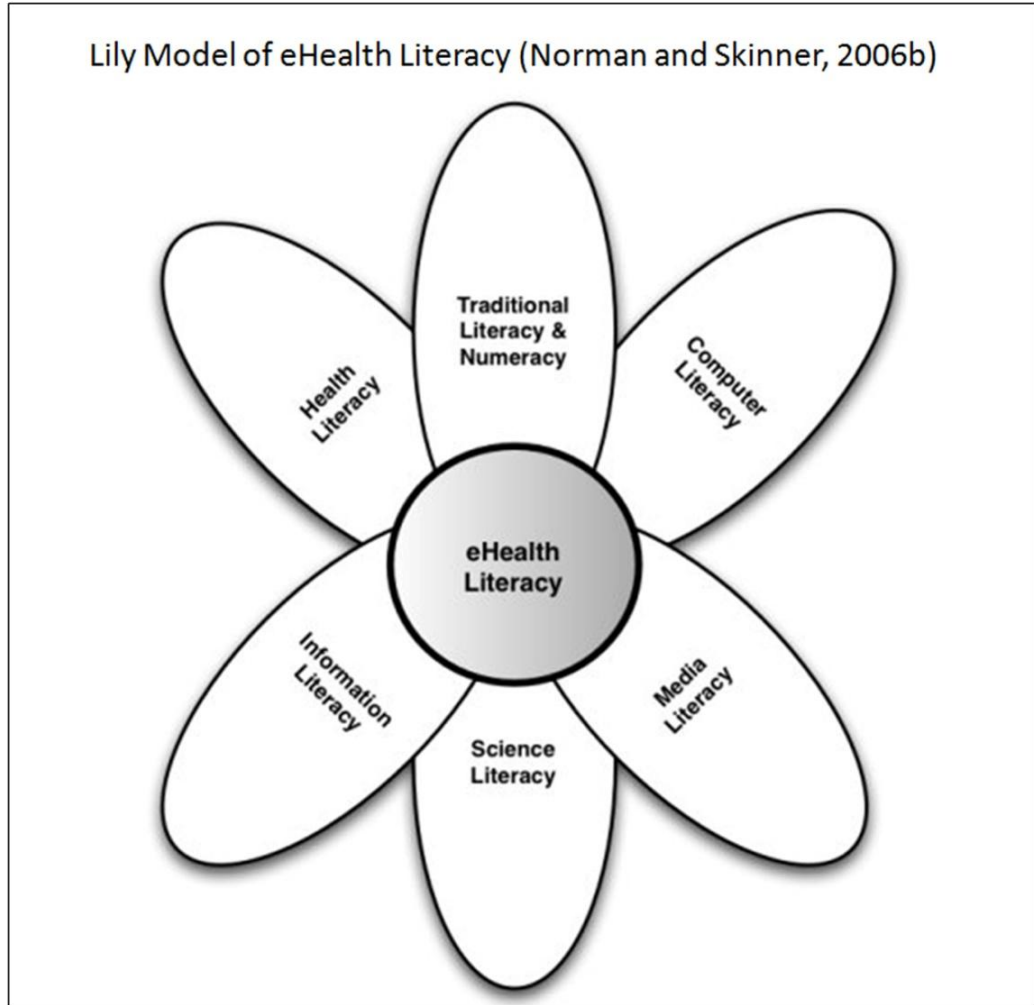 Lily Model of eHealth Literacy (Norman and Skinner, 2006b)
Traditional
Literacy &
Numeracy
Computer
Literacy
Health
Literacy
eHealth
Literacy
Information
Literacy
Media
Literacy
Science
Literacy